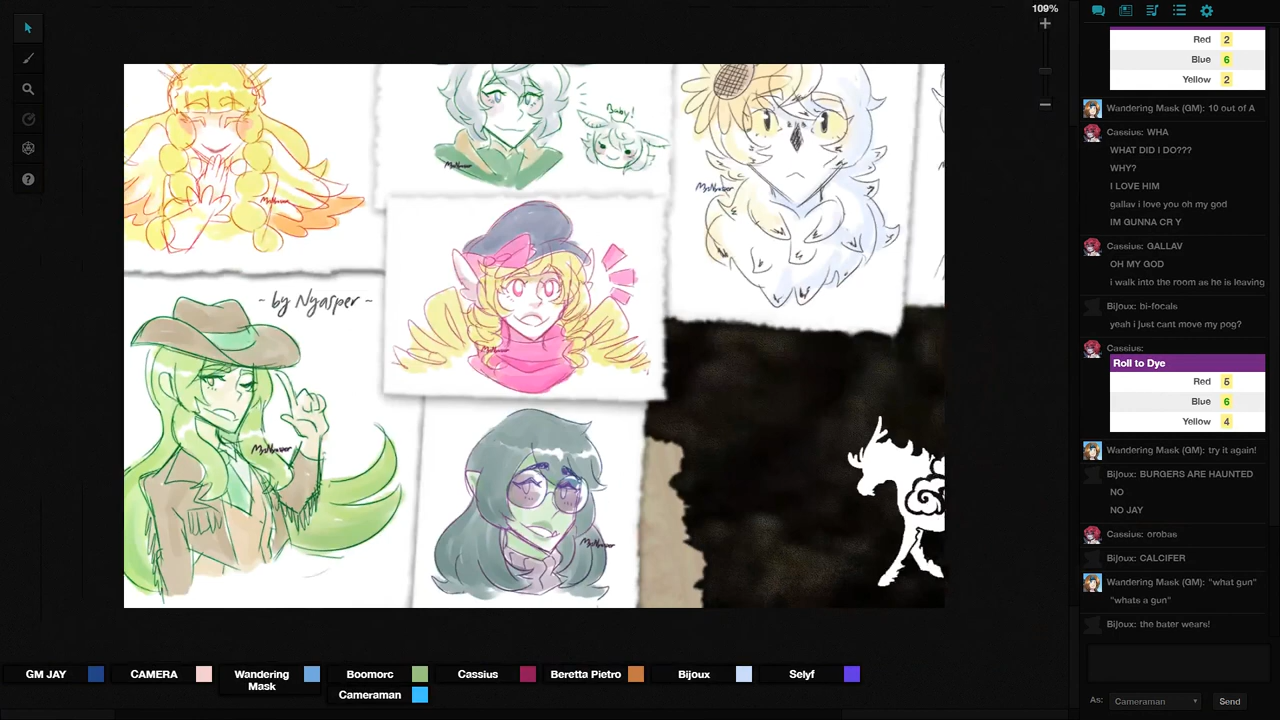 109%
Baby!
~ by Nyasper ~
GM JAY
CAMERA
Wandering
Mask
Boomorc
Cassius
Beretta Pietro
Bijoux
Selyf
Cameraman
Red 2
Blue 6
Yellow 2
Wandering Mask (GM): 10 out of A
Cassius: WHA
WHAT DID I DO???
WHY?
I LOVE HIM
gallav i love you oh my god
IM GUNNA CR Y
Cassius: GALLAV
OH MY GOD
i walk into the room as he is leaving
Bijoux: bi-focals
yeah i just cant move my pog?
Cassius:
Roll to Dye
Red 5
Blue 6
Yellow 4
Wandering Mask (GM): try it again!
Bijoux: BURGERS ARE HAUNTED
NO
NO JAY
Cassius: orobas
Bijoux: CALCIFER
Wandering Mask (GM): "what gun"
"whats a gun"
Bijoux: the bater wears!
As: Cameraman
Send